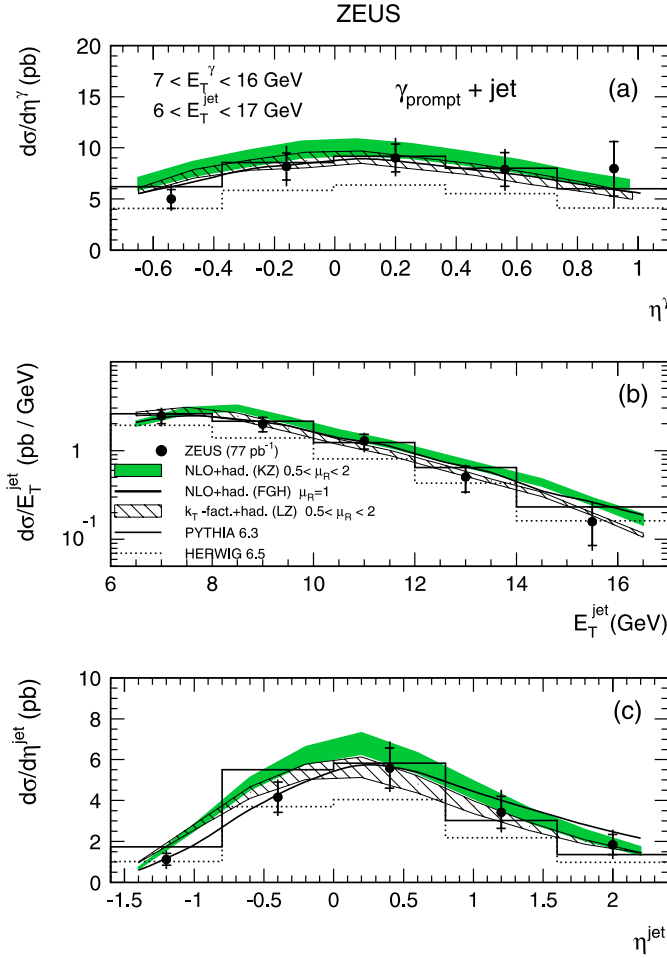 ZEUS
dσ/dη^γ (pb)
20
15
10
5
0
7 < E_T^γ < 16 GeV
6 < E_T^jet < 17 GeV
γ_prompt + jet
(a)
-0.6 -0.4 -0.2 0 0.2 0.4 0.6 0.8 1
η^γ
dσ/E_T^jet (pb / GeV)
1
10^-1
(b)
ZEUS (77 pb^-1)
NLO+had. (KZ) 0.5< μ_R < 2
NLO+had. (FGH) μ_R=1
k_T -fact.+had. (LZ) 0.5< μ_R < 2
PYTHIA 6.3
HERWIG 6.5
6 8 10 12 14 16
E_T^jet (GeV)
dσ/dη^jet (pb)
10
8
6
4
2
0
(c)
-1.5 -1 -0.5 0 0.5 1 1.5 2
η^jet